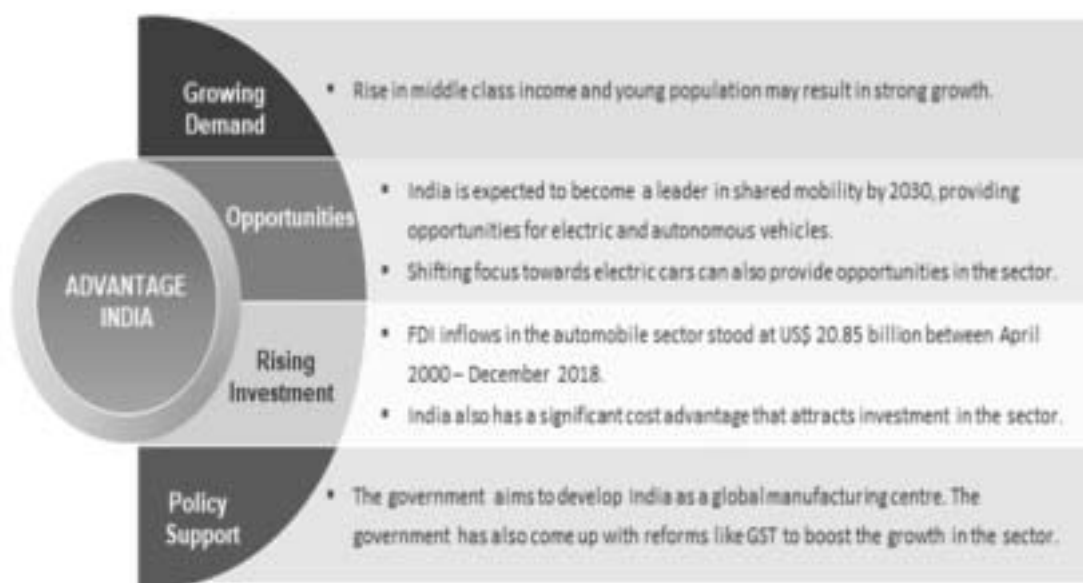 Growing
Demand
▪ Rise in middle class income and young population may result in strong growth.
ADVANTAGE
INDIA
Opportunities
▪ India is expected to become a leader in shared mobility by 2030, providing
opportunities for electric and autonomous vehicles.
▪ Shifting focus towards electric cars can also provide opportunities in the sector.
Rising
Investment
▪ FDI inflows in the automobile sector stood at US$ 20.85 billion between April
2000 – December 2018.
▪ India also has a significant cost advantage that attracts investment in the sector.
Policy
Support
▪ The government aims to develop India as a global manufacturing centre. The
government has also come up with reforms like GST to boost the growth in the sector.